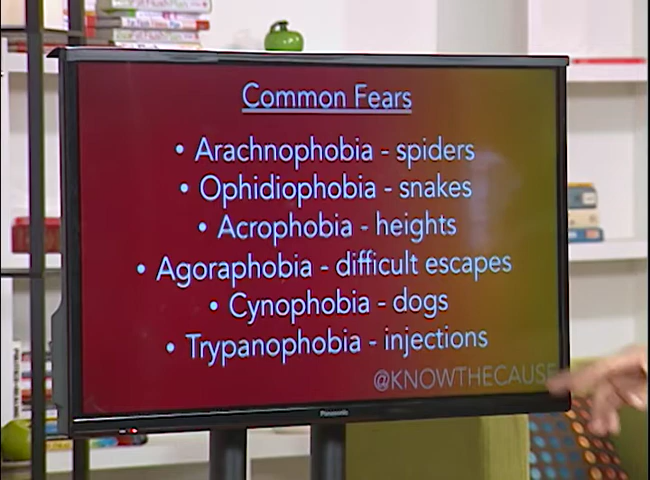 Common Fears
• Arachnophobia - spiders
• Ophidiophobia - snakes
• Acrophobia - heights
• Agoraphobia - difficult escapes
• Cynophobia - dogs
• Trypanophobia - injections
@KNOWTHECAUSE
Panasonic